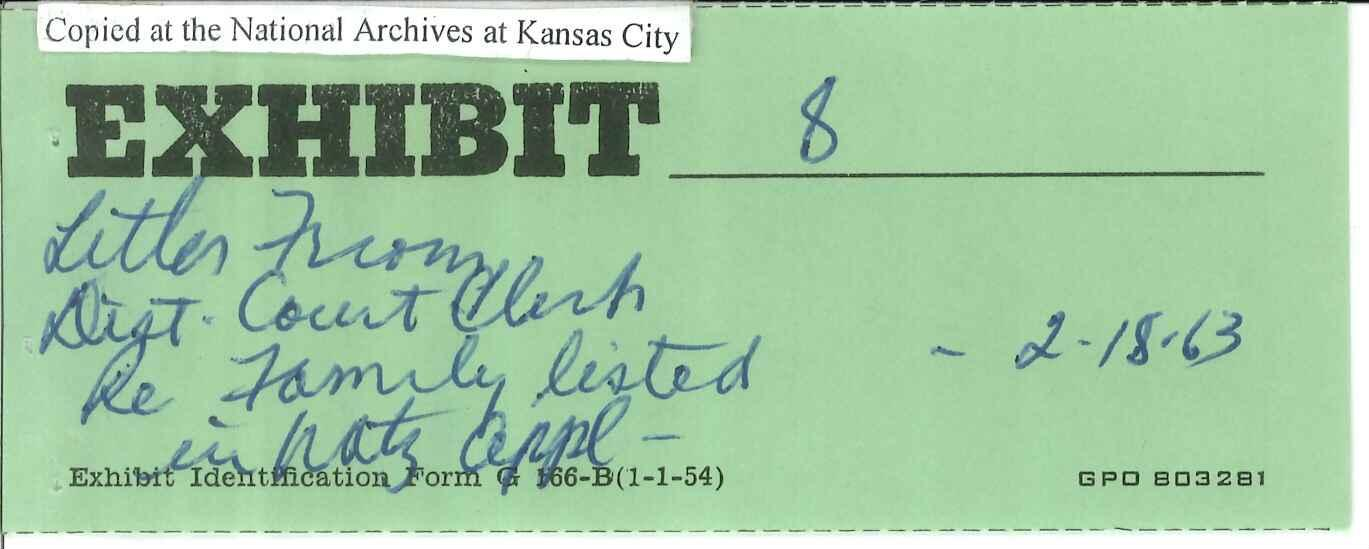 Copied at the National Archives at Kansas City
EXHIBIT 8
Letter From
Dist. Court Clerk
Re Family listed - 2-18-63
in Natz Appl -
Exhibit Identification Form G 166-B(1-1-54)
GPO 803281